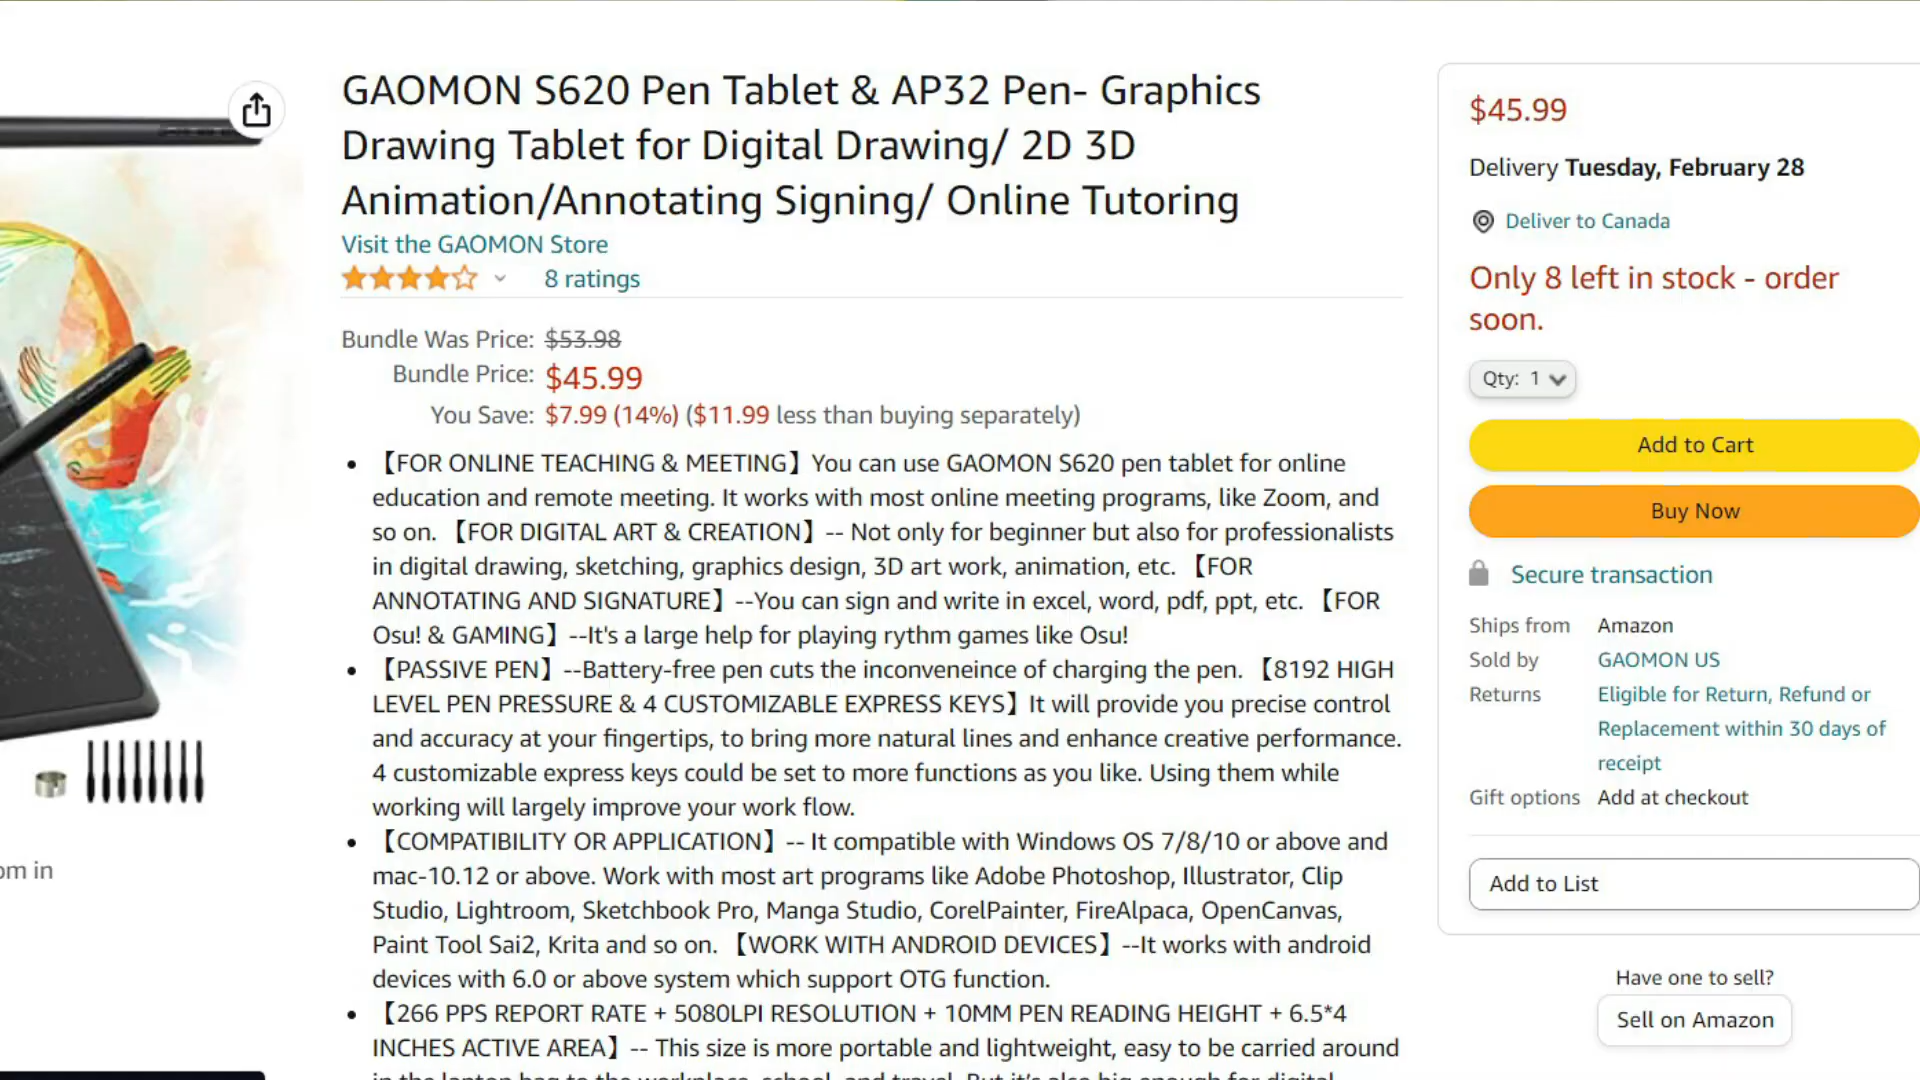 GAOMON S620 Pen Tablet & AP32 Pen- Graphics
Drawing Tablet for Digital Drawing/ 2D 3D
Animation/Annotating Signing/ Online Tutoring
Visit the GAOMON Store
8 ratings
Bundle Was Price: $53.98
Bundle Price: $45.99
You Save: $7.99 (14%) ($11.99 less than buying separately)
【FOR ONLINE TEACHING & MEETING】You can use GAOMON S620 pen tablet for online
education and remote meeting. It works with most online meeting programs, like Zoom, and
so on. 【FOR DIGITAL ART & CREATION】-- Not only for beginner but also for professionalists
in digital drawing, sketching, graphics design, 3D art work, animation, etc. 【FOR
ANNOTATING AND SIGNATURE】--You can sign and write in excel, word, pdf, ppt, etc. 【FOR
Osu! & GAMING】--It's a large help for playing rythm games like Osu!
【PASSIVE PEN】--Battery-free pen cuts the inconveneince of charging the pen. 【8192 HIGH
LEVEL PEN PRESSURE & 4 CUSTOMIZABLE EXPRESS KEYS】It will provide you precise control
and accuracy at your fingertips, to bring more natural lines and enhance creative performance.
4 customizable express keys could be set to more functions as you like. Using them while
working will largely improve your work flow.
【COMPATIBILITY OR APPLICATION】-- It compatible with Windows OS 7/8/10 or above and
mac-10.12 or above. Work with most art programs like Adobe Photoshop, Illustrator, Clip
Studio, Lightroom, Sketchbook Pro, Manga Studio, CorelPainter, FireAlpaca, OpenCanvas,
Paint Tool Sai2, Krita and so on. 【WORK WITH ANDROID DEVICES】--It works with android
devices with 6.0 or above system which support OTG function.
【266 PPS REPORT RATE + 5080LPI RESOLUTION + 10MM PEN READING HEIGHT + 6.5*4
INCHES ACTIVE AREA】-- This size is more portable and lightweight, easy to be carried around
in the laptop bag to the workplace, school, and travel. But it's also big enough for digital
om in
$45.99
Delivery Tuesday, February 28
Deliver to Canada
Only 8 left in stock - order
soon.
Qty: 1
Add to Cart
Buy Now
Secure transaction
Ships from Amazon
Sold by GAOMON US
Returns Eligible for Return, Refund or
Replacement within 30 days of
receipt
Gift options Add at checkout
Add to List
Have one to sell?
Sell on Amazon